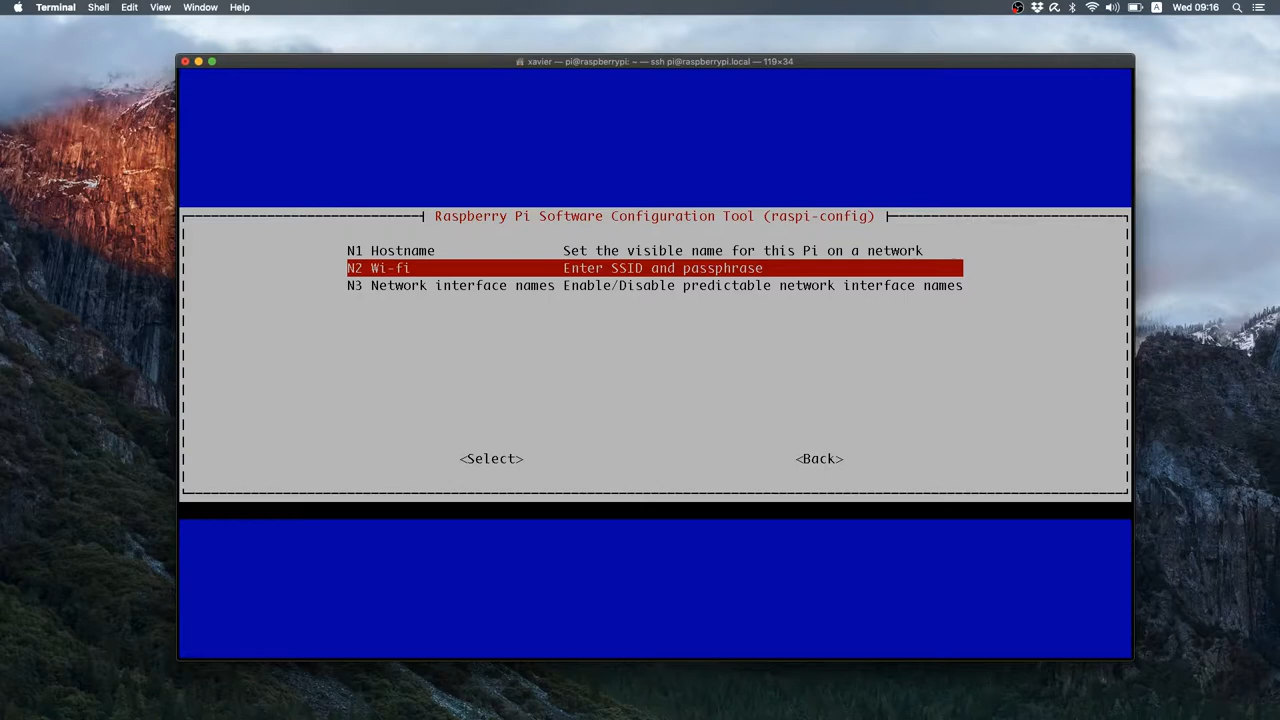 Terminal Shell Edit View Window Help A Wed 09:16
xavier — pi@raspberrypi: ~ — ssh pi@raspberrypi.local — 119×34
Raspberry Pi Software Configuration Tool (raspi-config)
N1 Hostname Set the visible name for this Pi on a network
N2 Wi-fi Enter SSID and passphrase
N3 Network interface names Enable/Disable predictable network interface names
<Select> <Back>